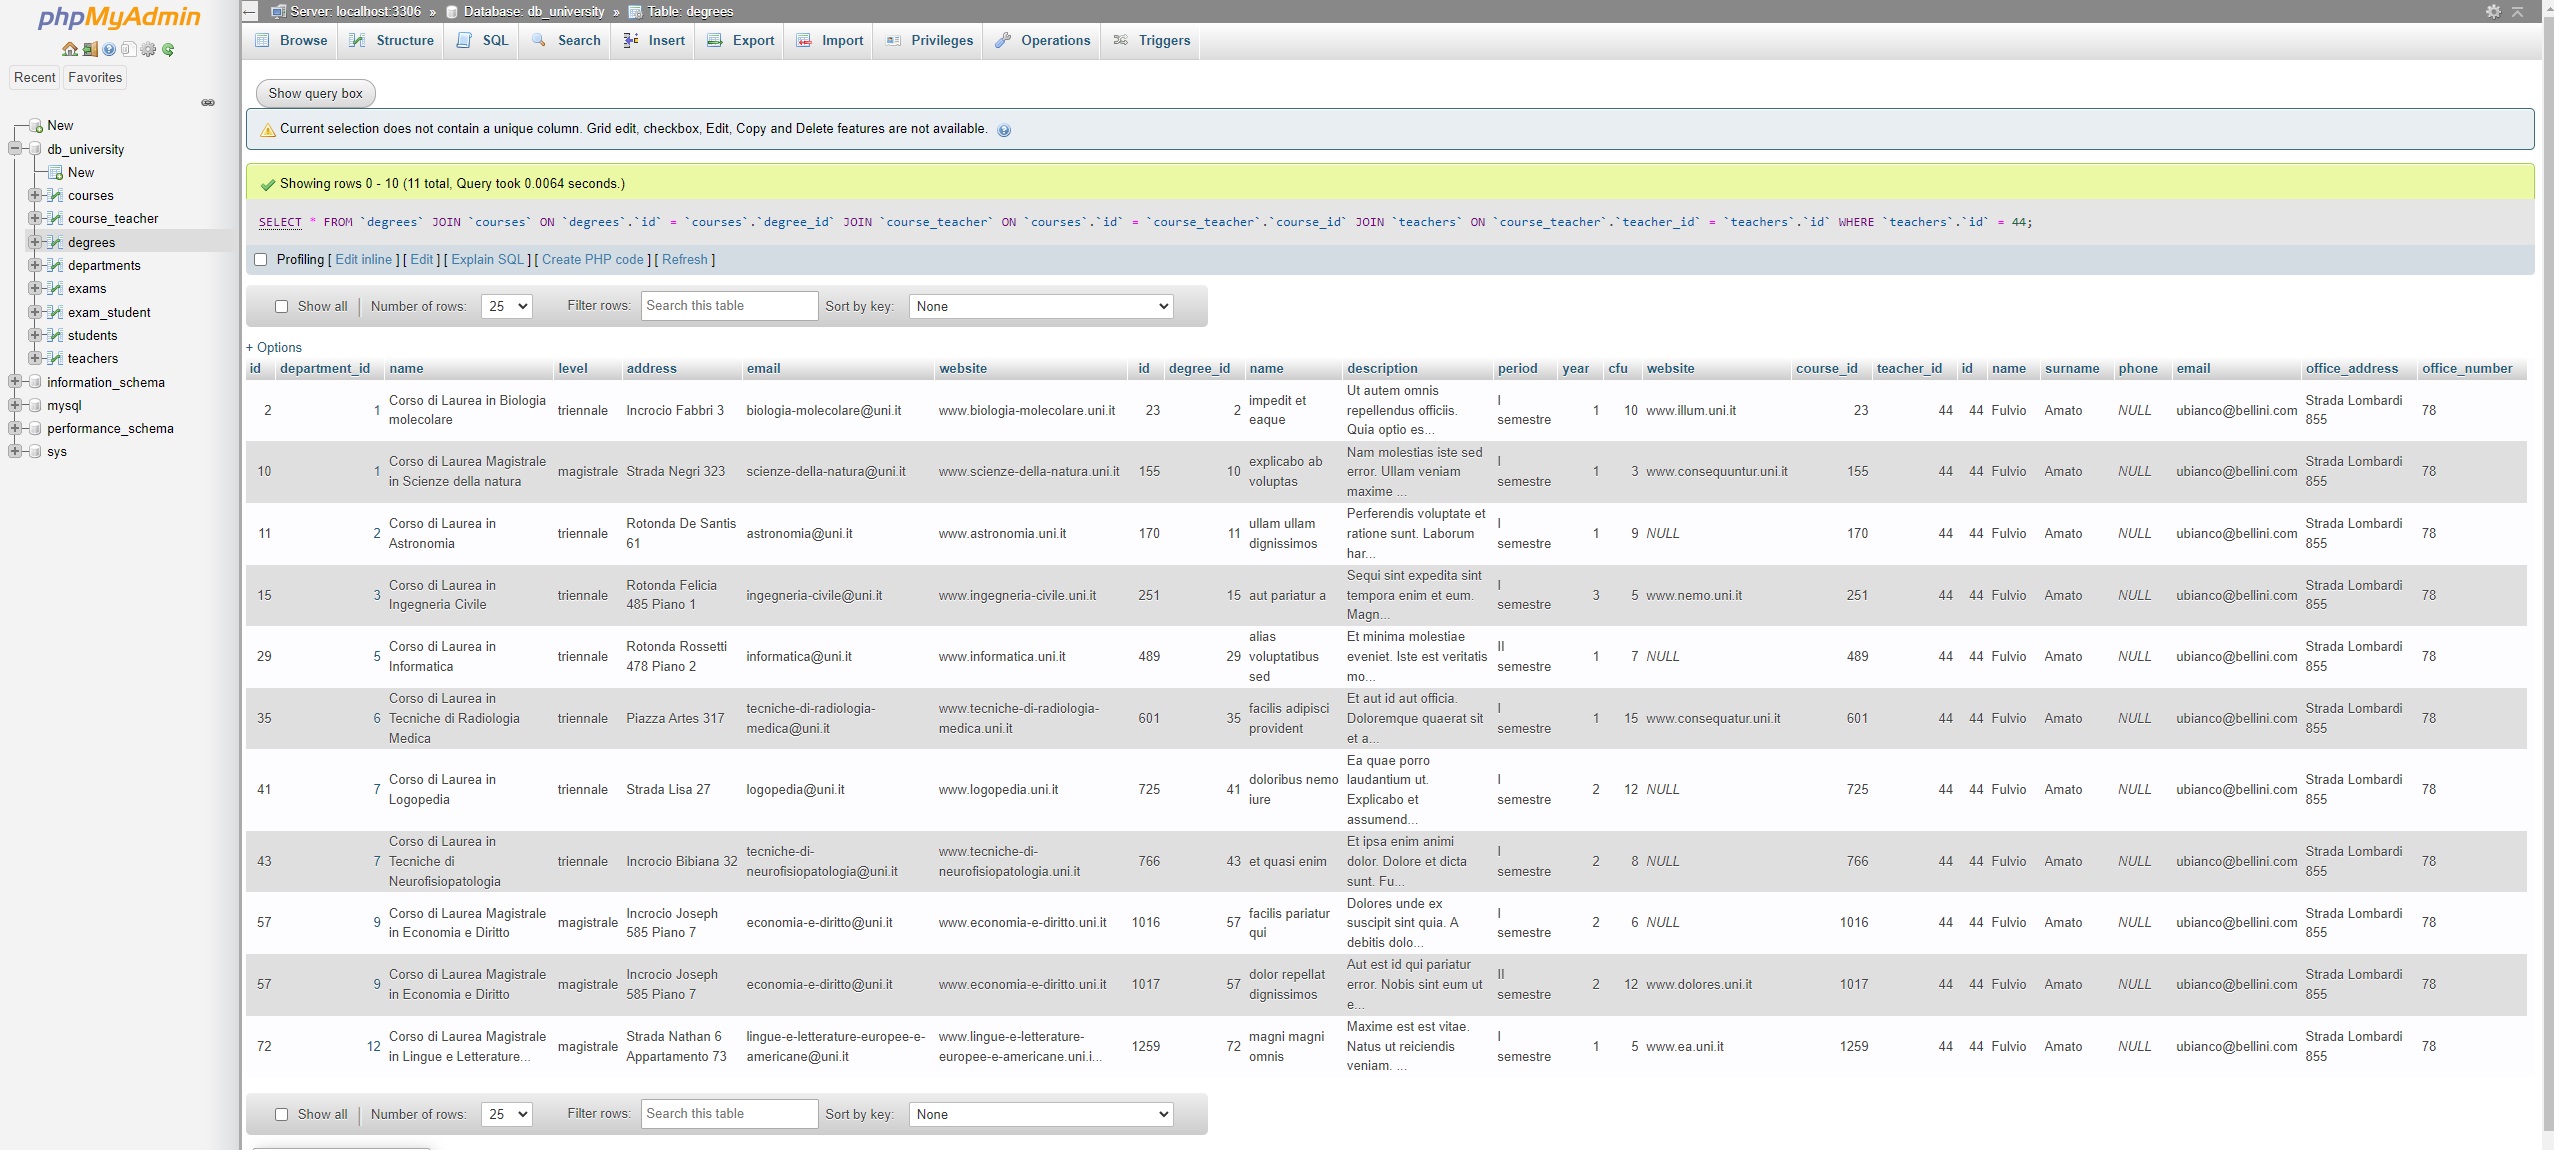 phpMyAdmin
Recent Favorites
New
db_university
New
courses
course_teacher
degrees
departments
exams
exam_student
students
teachers
information_schema
mysql
performance_schema
sys
Server: localhost:3306 » Database: db_university » Table: degrees
Browse Structure SQL Search Insert Export Import Privileges Operations Triggers
Show query box
Current selection does not contain a unique column. Grid edit, checkbox, Edit, Copy and Delete features are not available.
Showing rows 0 - 10 (11 total, Query took 0.0064 seconds.)
SELECT * FROM `degrees` JOIN `courses` ON `degrees`.`id` = `courses`.`degree_id` JOIN `course_teacher` ON `courses`.`id` = `course_teacher`.`course_id` JOIN `teachers` ON `course_teacher`.`teacher_id` = `teachers`.`id` WHERE `teachers`.`id` = 44;
Profiling [ Edit inline ] [ Edit ] [ Explain SQL ] [ Create PHP code ] [ Refresh ]
Show all Number of rows: 25 Filter rows: Search this table Sort by key: None
+ Options
id department_id name level address email website id degree_id name description period year cfu website course_id teacher_id id name surname phone email office_address office_number
2 1 Corso di Laurea in Biologia molecolare triennale Incrocio Fabbri 3 biologia-molecolare@uni.it www.biologia-molecolare.uni.it 23 2 impedit et eaque Ut autem omnis repellendus officiis. Quia optio es... I semestre 1 10 www.illum.uni.it 23 44 44 Fulvio Amato NULL ubianco@bellini.com Strada Lombardi 855 78
10 1 Corso di Laurea Magistrale in Scienze della natura magistrale Strada Negri 323 scienze-della-natura@uni.it www.scienze-della-natura.uni.it 155 10 explicabo ab voluptas Nam molestias iste sed error. Ullam veniam maxime ... I semestre 1 3 www.consequuntur.uni.it 155 44 44 Fulvio Amato NULL ubianco@bellini.com Strada Lombardi 855 78
11 2 Corso di Laurea in Astronomia triennale Rotonda De Santis 61 astronomia@uni.it www.astronomia.uni.it 170 11 ullam ullam dignissimos Perferendis voluptate et ratione sunt. Laborum har... I semestre 1 9 NULL 170 44 44 Fulvio Amato NULL ubianco@bellini.com Strada Lombardi 855 78
15 3 Corso di Laurea in Ingegneria Civile triennale Rotonda Felicia 485 Piano 1 ingegneria-civile@uni.it www.ingegneria-civile.uni.it 251 15 aut pariatur a Sequi sint expedita sint tempora enim et eum. Magn... I semestre 3 5 www.nemo.uni.it 251 44 44 Fulvio Amato NULL ubianco@bellini.com Strada Lombardi 855 78
29 5 Corso di Laurea in Informatica triennale Rotonda Rossetti 478 Piano 2 informatica@uni.it www.informatica.uni.it 489 29 alias voluptatibus sed Et minima molestiae eveniet. Iste est veritatis mo... II semestre 1 7 NULL 489 44 44 Fulvio Amato NULL ubianco@bellini.com Strada Lombardi 855 78
35 6 Corso di Laurea in Tecniche di Radiologia Medica triennale Piazza Artes 317 tecniche-di-radiologia-medica@uni.it www.tecniche-di-radiologia-medica.uni.it 601 35 facilis adipisci provident Et aut id aut officia. Doloremque quaerat sit et a... I semestre 1 15 www.consequatur.uni.it 601 44 44 Fulvio Amato NULL ubianco@bellini.com Strada Lombardi 855 78
41 7 Corso di Laurea in Logopedia triennale Strada Lisa 27 logopedia@uni.it www.logopedia.uni.it 725 41 doloribus nemo iure Ea quae porro laudantium ut. Explicabo et assumend... I semestre 2 12 NULL 725 44 44 Fulvio Amato NULL ubianco@bellini.com Strada Lombardi 855 78
43 7 Corso di Laurea in Tecniche di Neurofisiopatologia triennale Incrocio Bibiana 32 tecniche-di-neurofisiopatologia@uni.it www.tecniche-di-neurofisiopatologia.uni.it 766 43 et quasi enim Et ipsa enim animi dolor. Dolore et dicta sunt. Fu... I semestre 2 8 NULL 766 44 44 Fulvio Amato NULL ubianco@bellini.com Strada Lombardi 855 78
57 9 Corso di Laurea Magistrale in Economia e Diritto magistrale Incrocio Joseph 585 Piano 7 economia-e-diritto@uni.it www.economia-e-diritto.uni.it 1016 57 facilis pariatur qui Dolores unde ex suscipit sint quia. A debitis dolo... I semestre 2 6 NULL 1016 44 44 Fulvio Amato NULL ubianco@bellini.com Strada Lombardi 855 78
57 9 Corso di Laurea Magistrale in Economia e Diritto magistrale Incrocio Joseph 585 Piano 7 economia-e-diritto@uni.it www.economia-e-diritto.uni.it 1017 57 dolor repellat dignissimos Aut est id qui pariatur error. Nobis sint eum ut e... II semestre 2 12 www.dolores.uni.it 1017 44 44 Fulvio Amato NULL ubianco@bellini.com Strada Lombardi 855 78
72 12 Corso di Laurea Magistrale in Lingue e Letterature... magistrale Strada Nathan 6 Appartamento 73 lingue-e-letterature-europee-e-americane@uni.it www.lingue-e-letterature-europee-e-americane.uni.i... 1259 72 magni magni omnis Maxime est est vitae. Natus ut reiciendis veniam. ... I semestre 1 5 www.ea.uni.it 1259 44 44 Fulvio Amato NULL ubianco@bellini.com Strada Lombardi 855 78
Show all Number of rows: 25 Filter rows: Search this table Sort by key: None